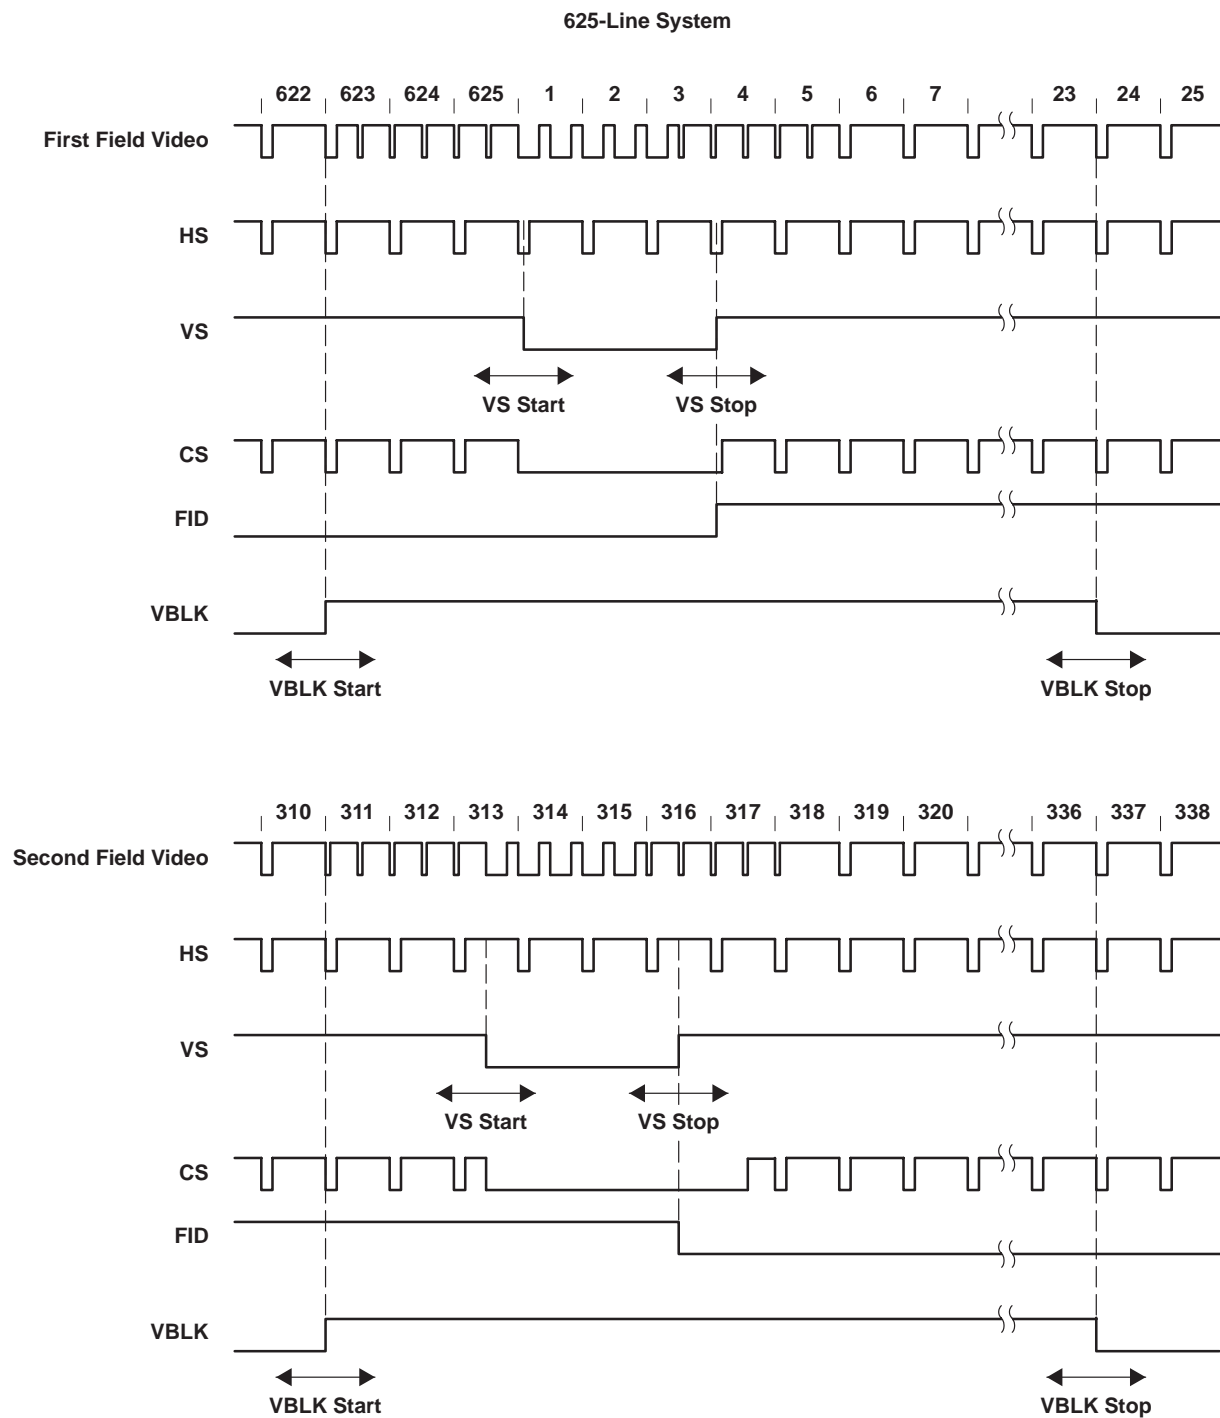 625-Line System
622 623 624 625 1 2 3 4 5 6 7 23 24 25
First Field Video
HS
VS
VS Start VS Stop
CS
FID
VBLK
VBLK Start VBLK Stop
310 311 312 313 314 315 316 317 318 319 320 336 337 338
Second Field Video
HS
VS
VS Start VS Stop
CS
FID
VBLK
VBLK Start VBLK Stop